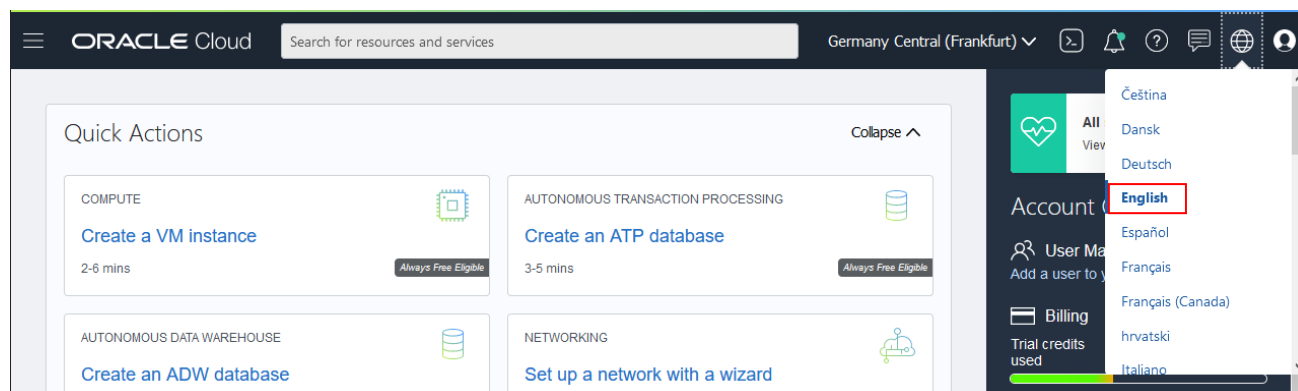 ORACLE Cloud
Search for resources and services
Germany Central (Frankfurt)
Quick Actions
Collapse
COMPUTE
Create a VM instance
2-6 mins
Always Free Eligible
AUTONOMOUS TRANSACTION PROCESSING
Create an ATP database
3-5 mins
Always Free Eligible
AUTONOMOUS DATA WAREHOUSE
Create an ADW database
NETWORKING
Set up a network with a wizard
All
View
Account
User Ma
Add a user to y
Billing
Trial credits
used
Čeština
Dansk
Deutsch
English
Español
Français
Français (Canada)
hrvatski
Italiano